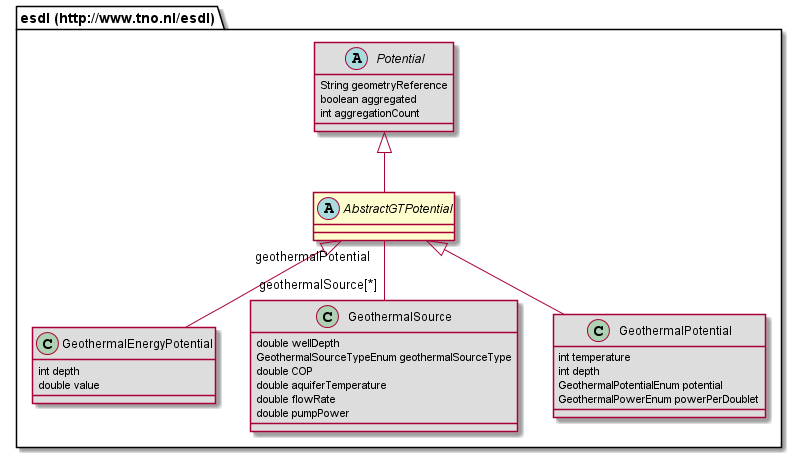 esdl (http://www.tno.nl/esdl)
A Potential
String geometryReference
boolean aggregated
int aggregationCount
A AbstractGTPotential
geothermalPotential
geothermalSource[*]
C GeothermalEnergyPotential
int depth
double value
C GeothermalSource
double wellDepth
GeothermalSourceTypeEnum geothermalSourceType
double COP
double aquiferTemperature
double flowRate
double pumpPower
C GeothermalPotential
int temperature
int depth
GeothermalPotentialEnum potential
GeothermalPowerEnum powerPerDoublet